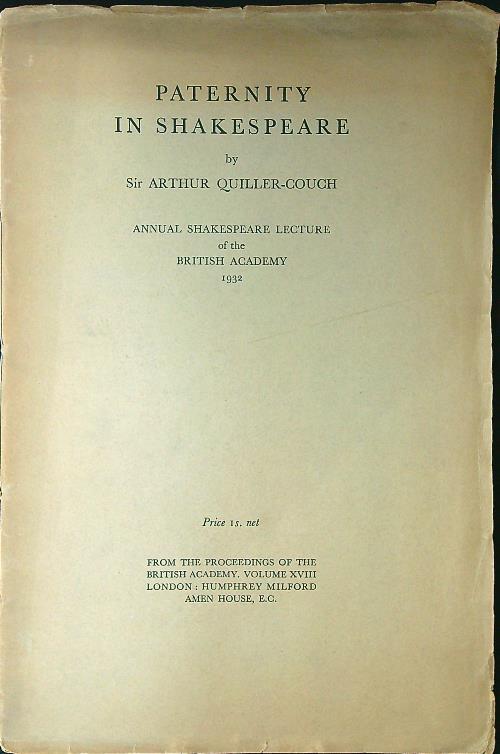 PATERNITY
IN SHAKESPEARE
by
Sir ARTHUR QUILLER-COUCH
ANNUAL SHAKESPEARE LECTURE
of the
BRITISH ACADEMY
1932
Price 1s. net
FROM THE PROCEEDINGS OF THE
BRITISH ACADEMY. VOLUME XVIII
LONDON : HUMPHREY MILFORD
AMEN HOUSE, E.C.